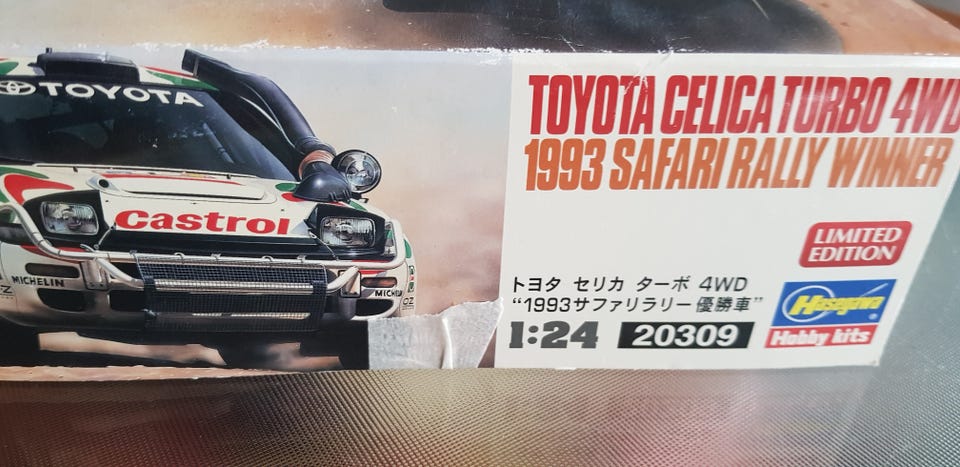 TOYOTA
Castrol
MICHELIN
MICHELIN
OZ
TOYOTA CELICA TURBO 4WD
1993 SAFARI RALLY WINNER
LIMITED
EDITION
トヨタ セリカ ターボ 4WD
“1993サファリラリー優勝車”
1:24 20309
Hasegawa
Hobby kits